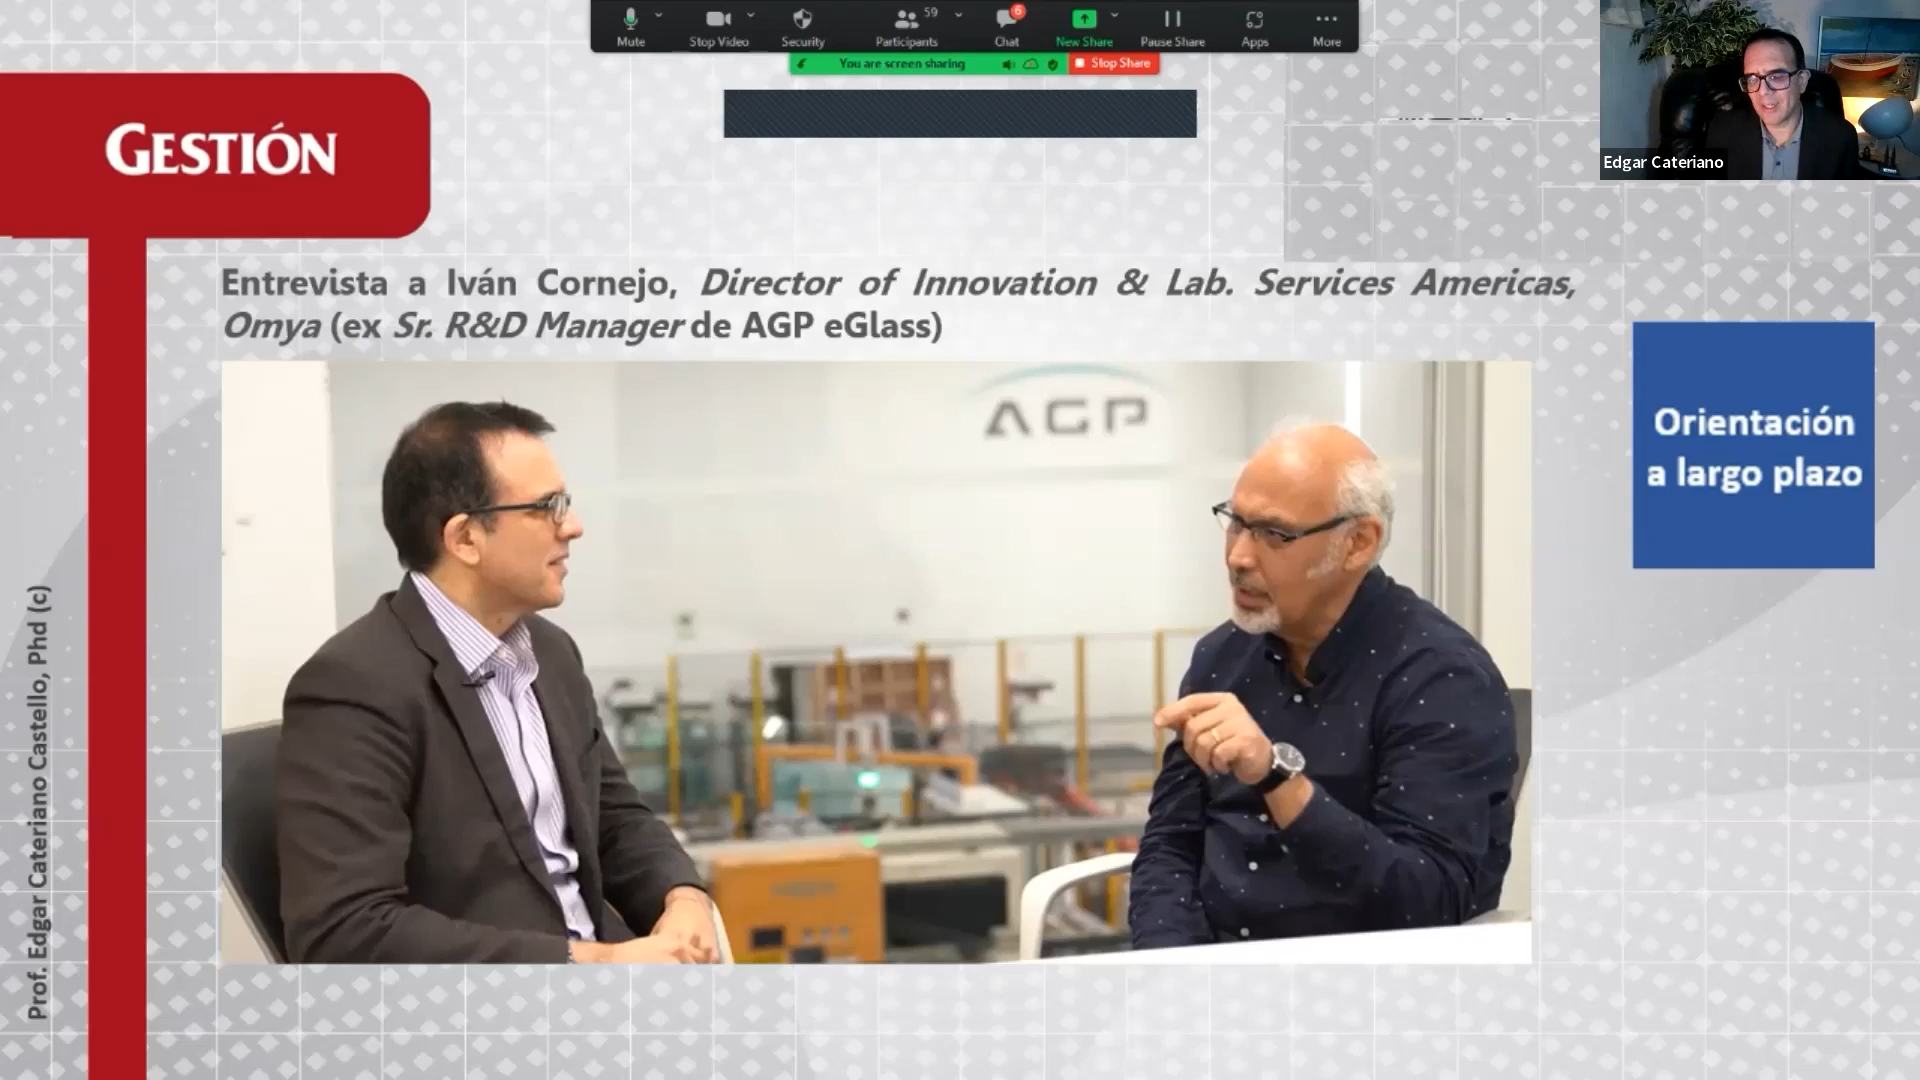 Mute
Stop Video
Security
59
Participants
6
Chat
New Share
Pause Share
Apps
More
You are screen sharing
Stop Share
Edgar Cateriano
GESTIÓN
Entrevista a Iván Cornejo, Director of Innovation & Lab. Services Americas,
Omya (ex Sr. R&D Manager de AGP eGlass)
AGP
Orientación
a largo plazo
Prof. Edgar Cateriano Castello, Phd (c)